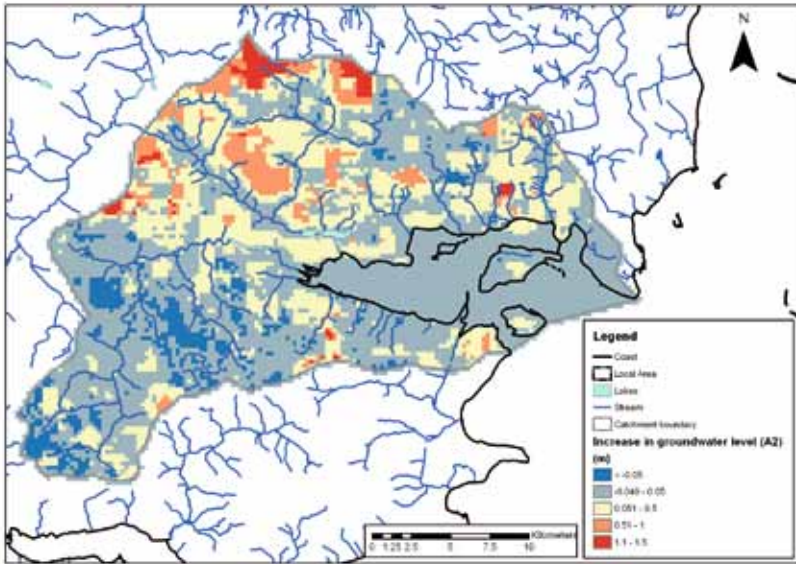 N
Legend
Coast
Local Area
Lakes
Stream
Catchment boundary
Increase in groundwater level (A2)
(m)
< -0.05
-0.049 - 0.05
0.051 - 0.5
0.51 - 1
1.1 - 1.5
Kilometers
0 1.25 2.5 5 7.5 10